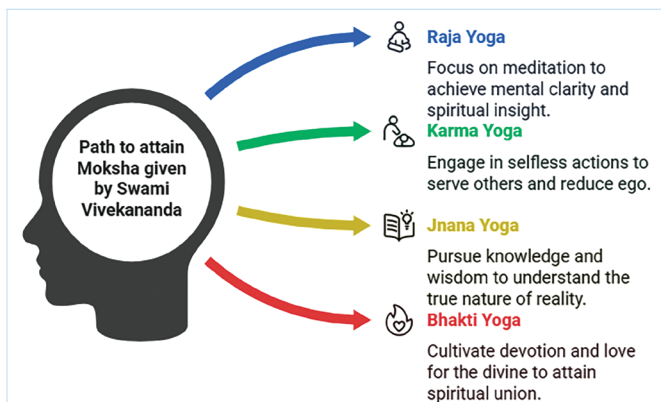 Path to attain
Moksha given
by Swami
Vivekananda
Raja Yoga
Focus on meditation to
achieve mental clarity and
spiritual insight.
Karma Yoga
Engage in selfless actions to
serve others and reduce ego.
Jnana Yoga
Pursue knowledge and
wisdom to understand the
true nature of reality.
Bhakti Yoga
Cultivate devotion and love
for the divine to attain
spiritual union.